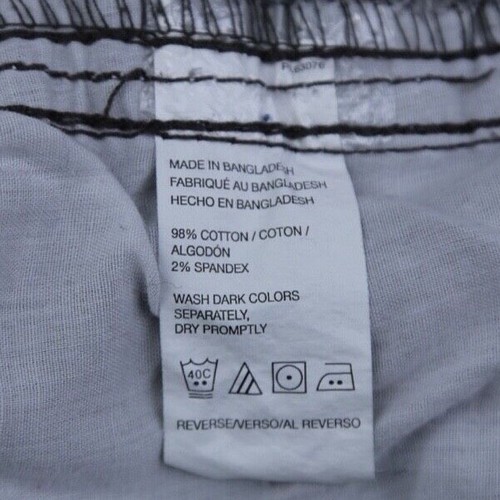 MADE IN BANGLADESH
FABRIQUÉ AU BANGLADESH
HECHO EN BANGLADESH
98% COTTON / COTON /
ALGODÓN
2% SPANDEX
WASH DARK COLORS
SEPARATELY,
DRY PROMPTLY
40C
REVERSE/VERSO/AL REVERSO